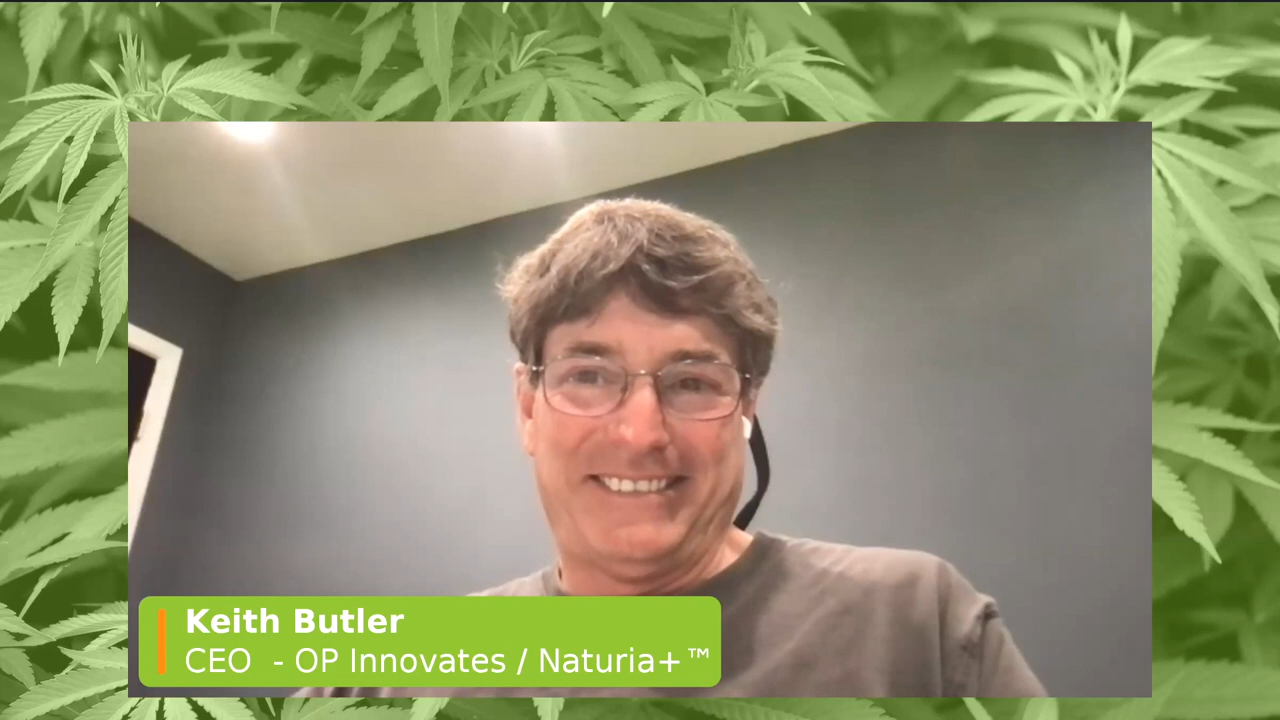 Keith Butler
CEO - OP Innovates / Naturia+™